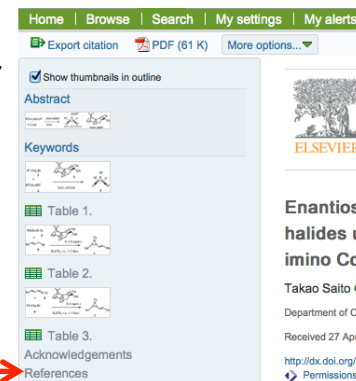 Home | Browse | Search | My settings | My alerts
Export citation PDF (61 K) More options...
Show thumbnails in outline
Abstract
Keywords
Table 1.
Table 2.
Table 3.
Acknowledgements
References
ELSEVIER
Enantios
halides u
imino Co
Takao Saito
Department of C
Received 27 Apr
http://dx.doi.org/
Permissions